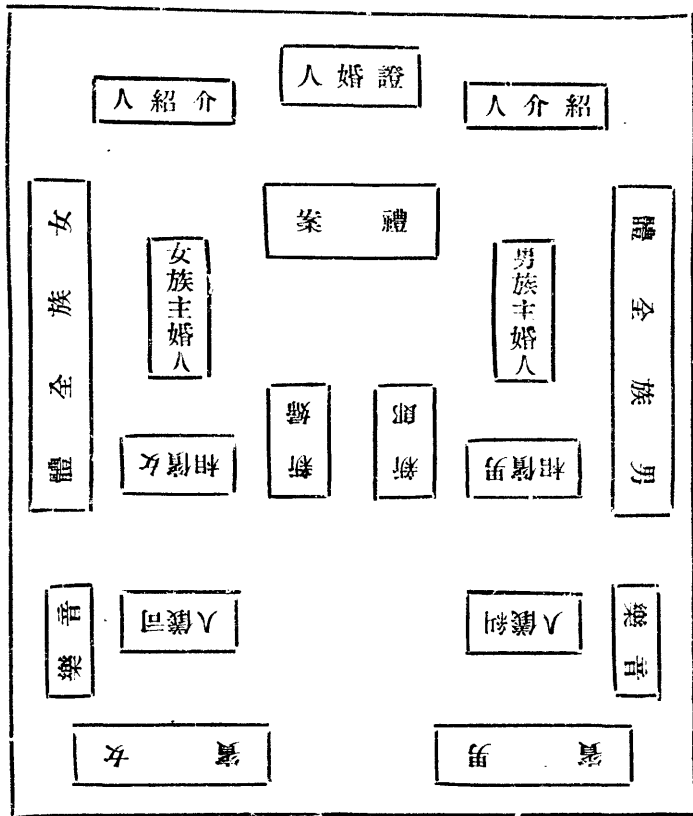 證婚人
紹介人
介紹人
禮案
男族全體
男族主婚人
女族主婚人
女族全體
新郎
新婦
男儐相
女儐相
糾儀人
司儀人
音樂
音樂
男賓
女賓